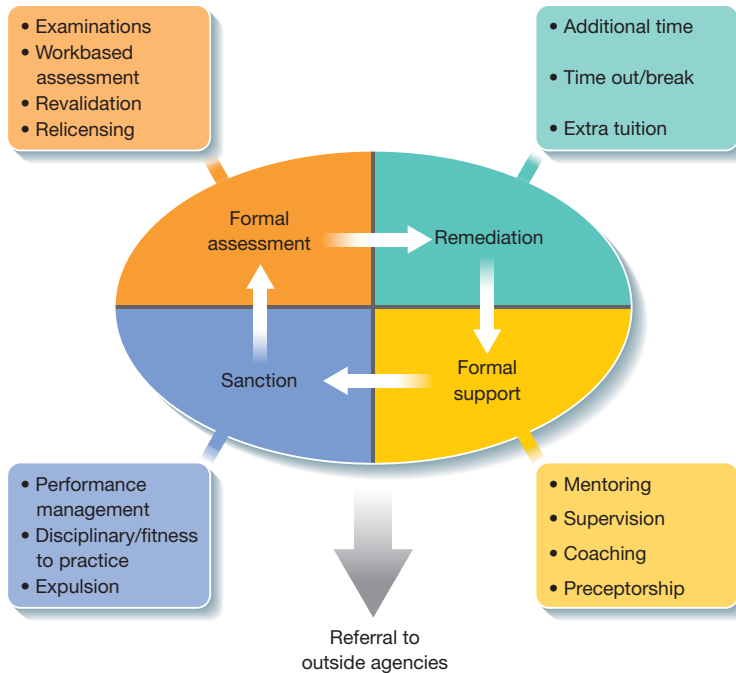 • Examinations
• Workbased
assessment
• Revalidation
• Relicensing
• Additional time
• Time out/break
• Extra tuition
Formal
assessment
Remediation
Sanction
Formal
support
• Performance
management
• Disciplinary/fitness
to practice
• Expulsion
• Mentoring
• Supervision
• Coaching
• Preceptorship
Referral to
outside agencies